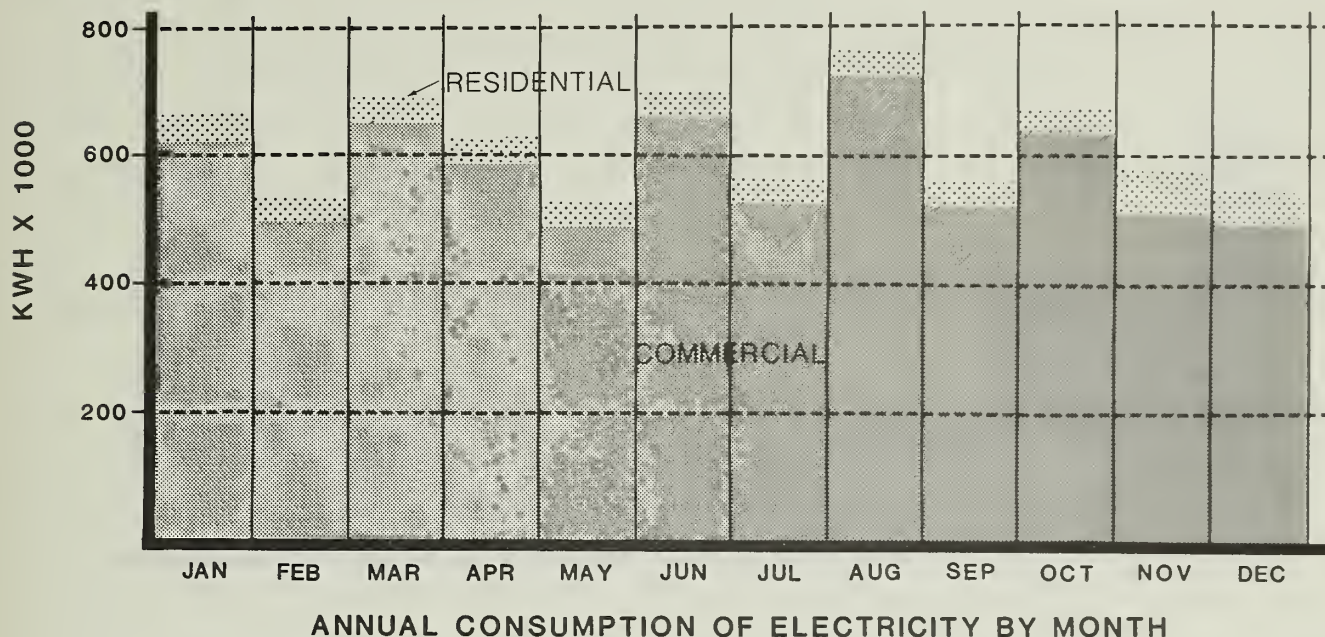 KWH X 1000
800
600
400
200
RESIDENTIAL
COMMERCIAL
JAN FEB MAR APR MAY JUN JUL AUG SEP OCT NOV DEC
ANNUAL CONSUMPTION OF ELECTRICITY BY MONTH